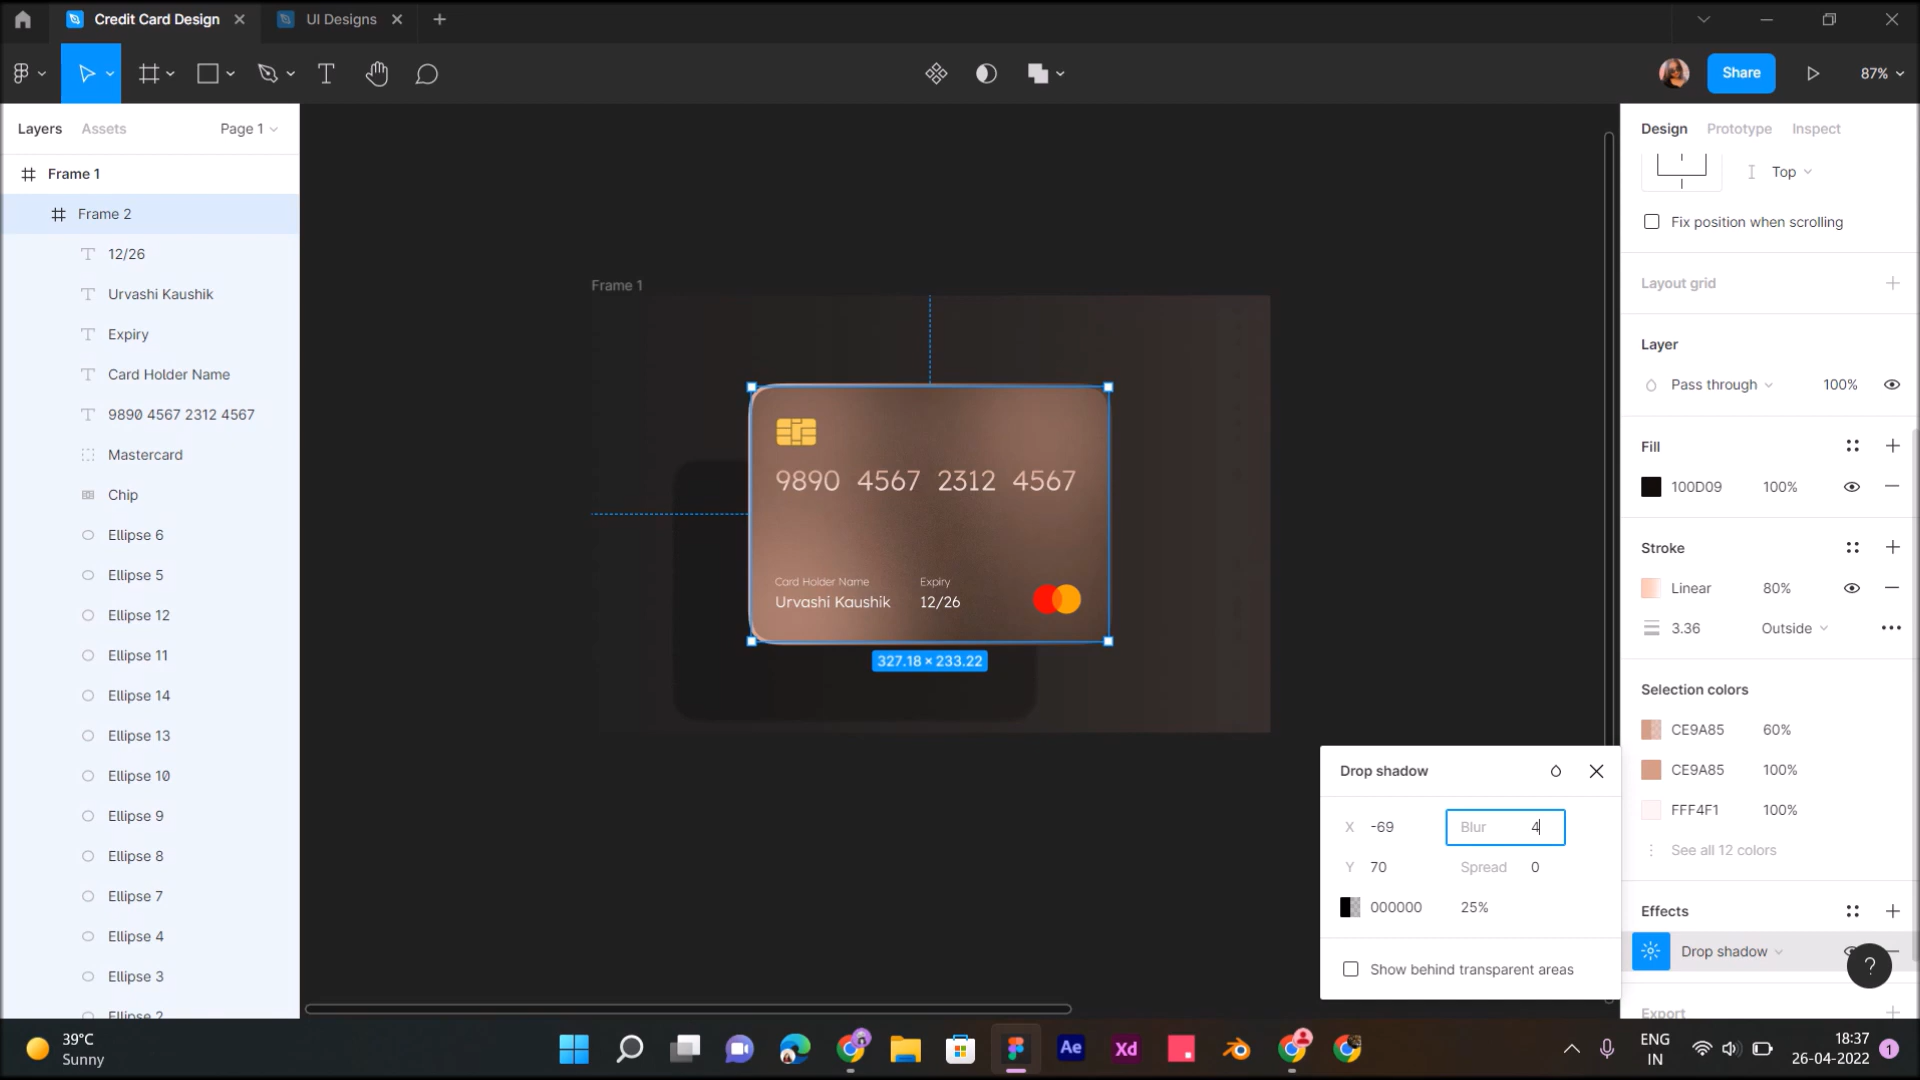 Credit Card Design
UI Designs
Share
87%
Layers
Assets
Page 1
Frame 1
Frame 2
12/26
Urvashi Kaushik
Expiry
Card Holder Name
9890 4567 2312 4567
Mastercard
Chip
Ellipse 6
Ellipse 5
Ellipse 12
Ellipse 11
Ellipse 14
Ellipse 13
Ellipse 10
Ellipse 9
Ellipse 8
Ellipse 7
Ellipse 4
Ellipse 3
Ellipse 2
Frame 1
9890 4567 2312 4567
Card Holder Name
Expiry
Urvashi Kaushik
12/26
327.18 × 233.22
Drop shadow
X -69
Blur 4
Y 70
Spread 0
000000 25%
Show behind transparent areas
Design
Prototype
Inspect
Top
Fix position when scrolling
Layout grid
Layer
Pass through 100%
Fill
100D09 100%
Stroke
Linear 80%
3.36 Outside
Selection colors
CE9A85 60%
CE9A85 100%
FFF4F1 100%
See all 12 colors
Effects
Drop shadow
?
Export
39°C
Sunny
Ae
Xd
ENG
IN
18:37
26-04-2022
1